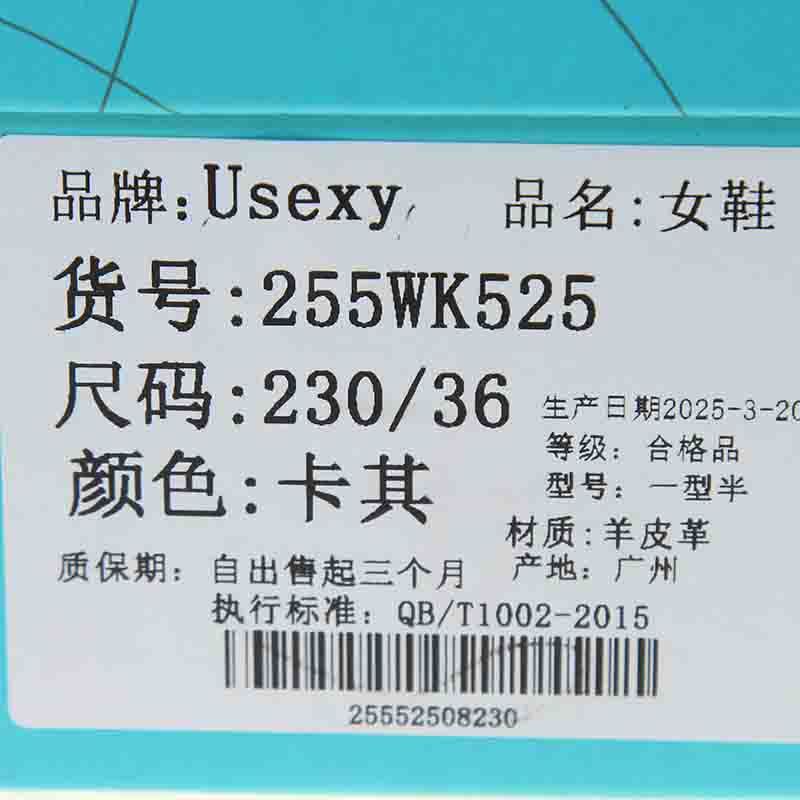 品牌:Usexy 品名:女鞋
货号:255WK525
尺码:230/36
生产日期2025-3-20
等级：合格品
颜色:卡其
型号：一型半
材质:羊皮革
质保期：自出售起三个月
产地：广州
执行标准：QB/T1002-2015
25552508230